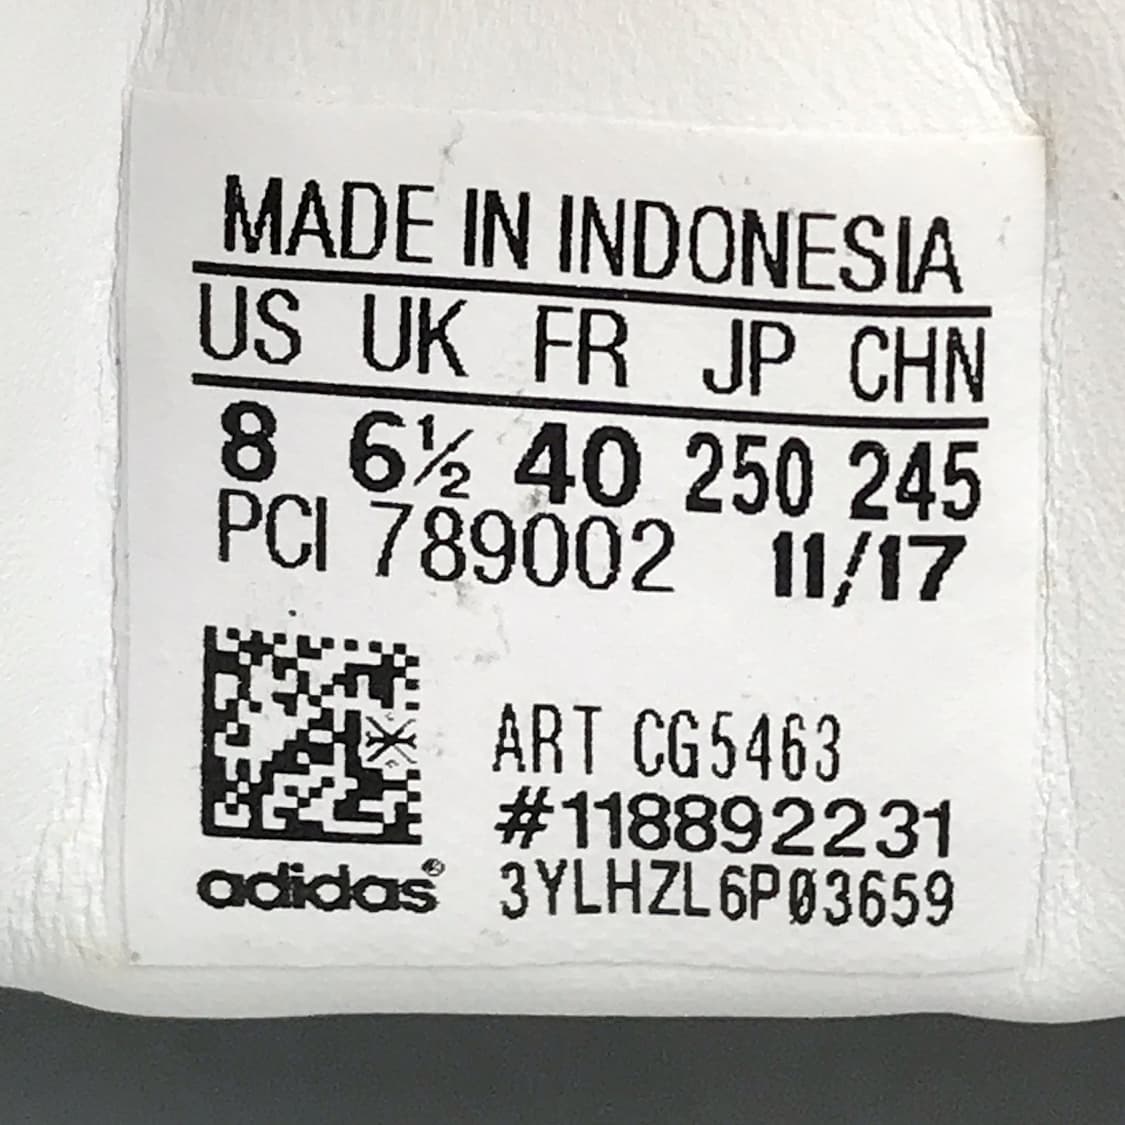 MADE IN INDONESIA
US UK FR JP CHN
8 6½ 40 250 245
PCI 789002 11/17
ART CG5463
#118892231
adidas® 3YLHZL6P03659